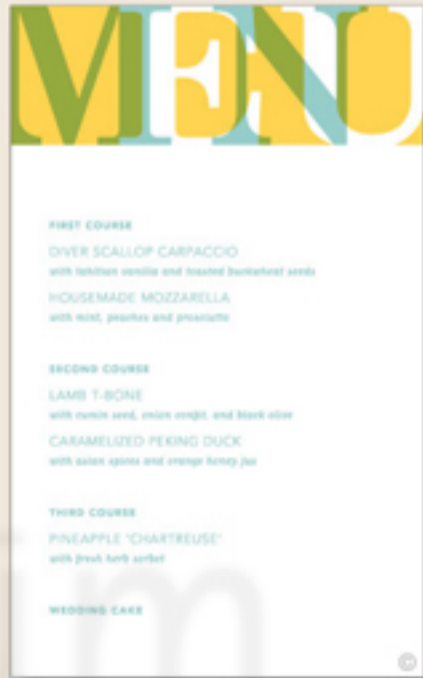 MENU
FIRST COURSE
DIVER SCALLOP CARPACCIO
with tahitian vanilla and toasted buckwheat seeds
HOUSEMADE MOZZARELLA
with mint, peaches and prosciutto
SECOND COURSE
LAMB T-BONE
with cumin seed, onion confit, and black olive
CARAMELIZED PEKING DUCK
with asian spices and orange honey jus
THIRD COURSE
PINEAPPLE "CHARTREUSE"
with fresh herb sorbet
WEDDING CAKE
im